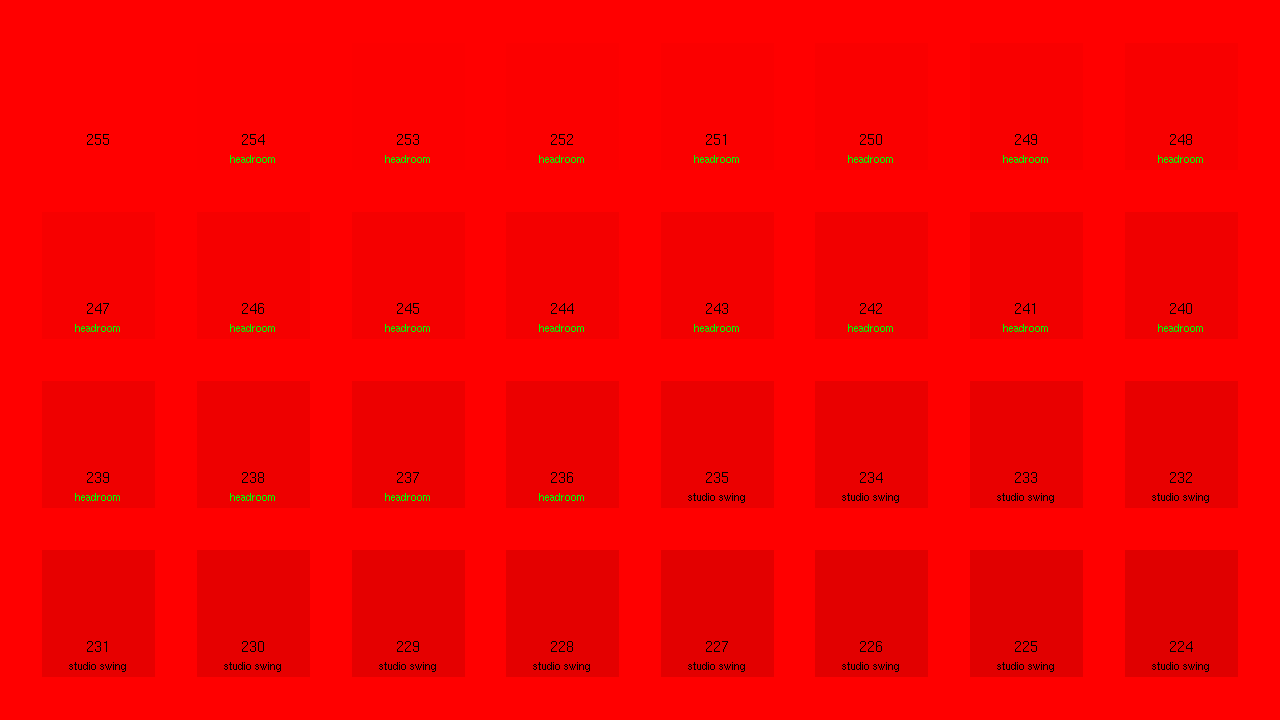 255 254 253 252 251 250 249 248
headroom headroom headroom headroom headroom headroom headroom
247 246 245 244 243 242 241 240
headroom headroom headroom headroom headroom headroom headroom headroom
239 238 237 236 235 234 233 232
headroom headroom headroom headroom studio swing studio swing studio swing studio swing
231 230 229 228 227 226 225 224
studio swing studio swing studio swing studio swing studio swing studio swing studio swing studio swing